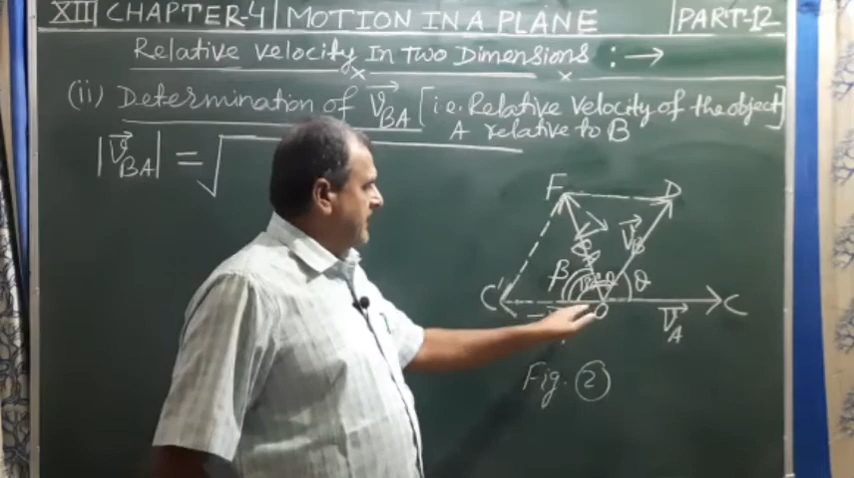 XII CHAPTER-4 MOTION IN A PLANE PART-12
Relative Velocity In Two Dimensions : →
(ii) Determination of V⃗BA [i.e. Relative Velocity of the object]
A relative to B
|V⃗BA| = √
F D
V⃗B
β θ
C' O C
V⃗A
Fig. (2)